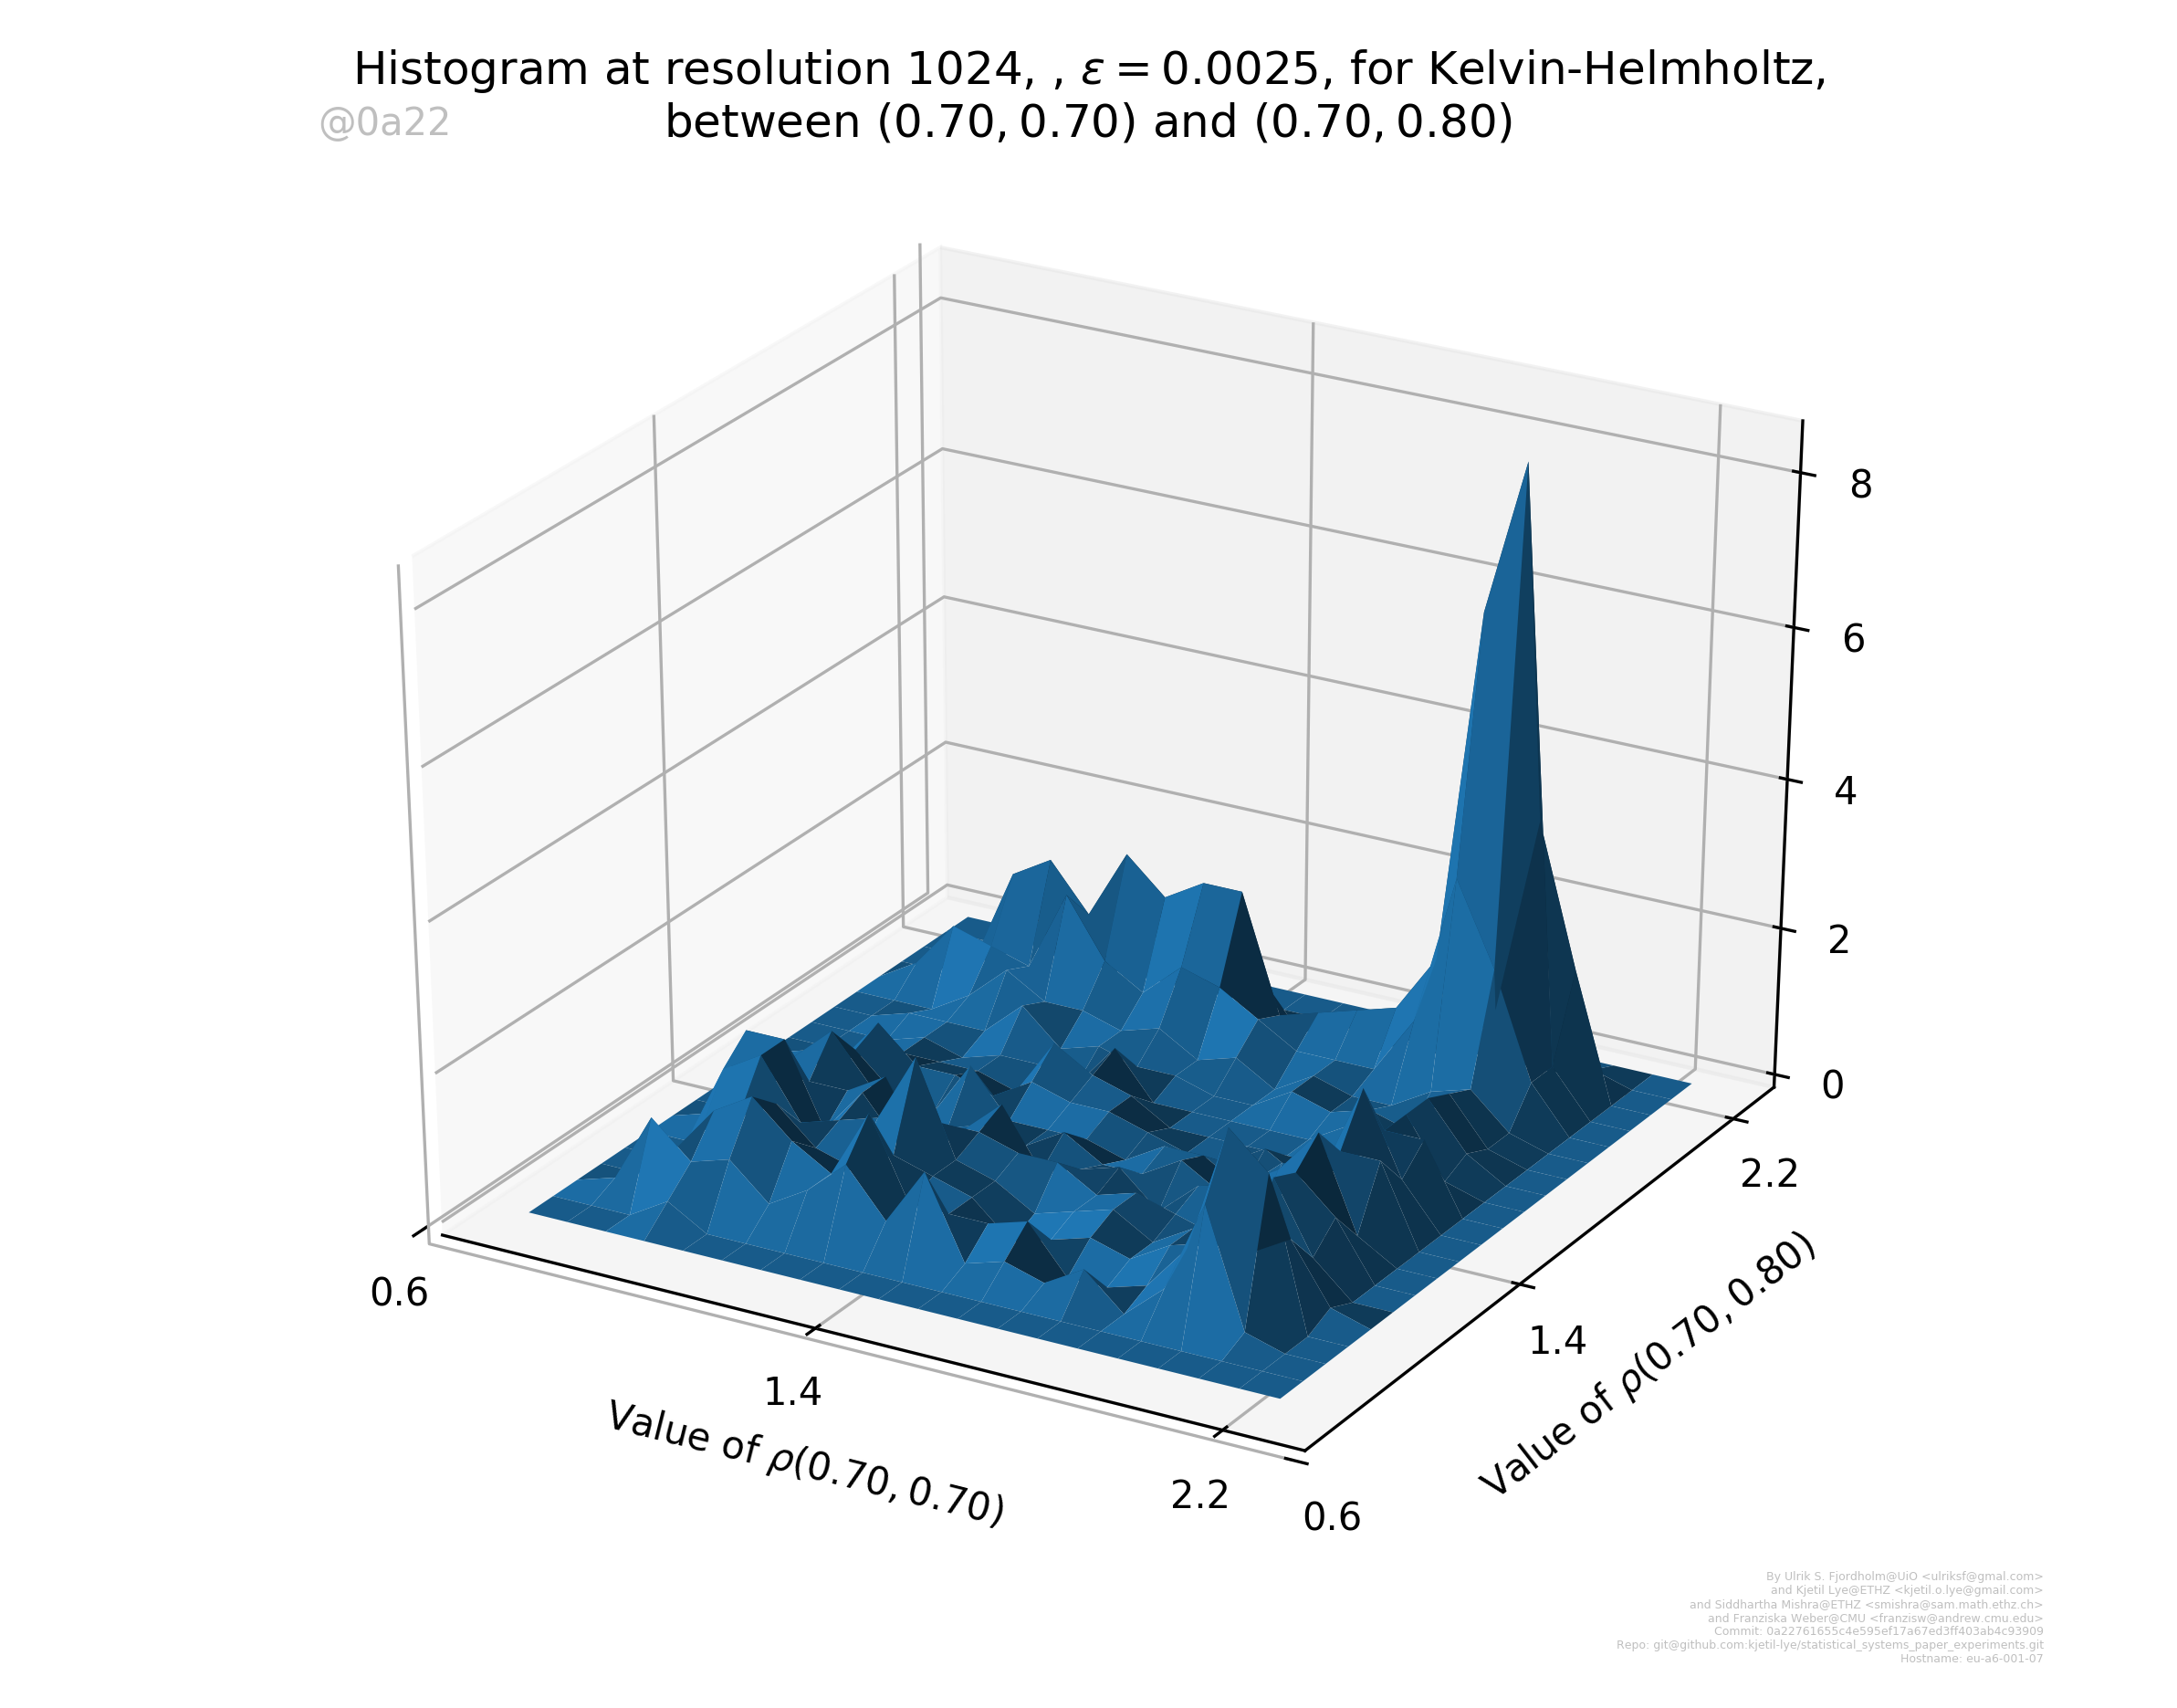 Histogram at resolution 1024, , ε = 0.0025, for Kelvin-Helmholtz,
@0a22
between (0.70, 0.70) and (0.70, 0.80)
8
6
4
2
0
2.2
1.4
0.6
Value of ρ(0.70, 0.80)
0.6
1.4
2.2
Value of ρ(0.70, 0.70)
By Ulrik S. Fjordholm@UiO <ulriksf@gmal.com>
and Kjetil Lye@ETHZ <kjetil.o.lye@gmail.com>
and Siddhartha Mishra@ETHZ <smishra@sam.math.ethz.ch>
and Franziska Weber@CMU <franzisw@andrew.cmu.edu>
Commit: 0a22761655c4e595ef17a67ed3ff403ab4c93909
Repo: git@github.com:kjetil-lye/statistical_systems_paper_experiments.git
Hostname: eu-a6-001-07